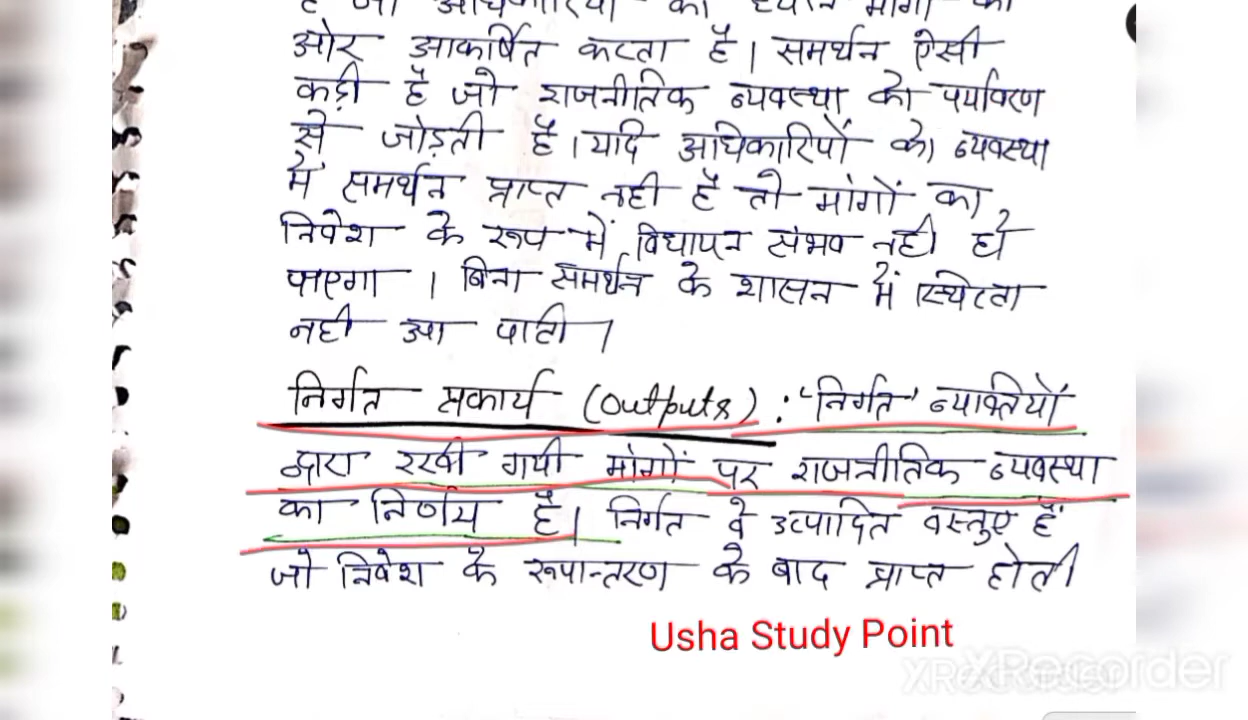 है जो अधिकारियों का ध्यान मांगों की
ओर आकर्षित करता है। समर्थन ऐसी
कड़ी है जो राजनीतिक व्यवस्था को पर्यावरण
से जोड़ती है। यदि अधिकारियों को व्यवस्था
में समर्थन प्राप्त नही है तो मांगों का
निवेश के रूप में विधायन संभव नही हो
पाएगा । बिना समर्थन के शासन में स्थिरता
नही आ पाती।
निर्गत प्रकार्य (outputs) : 'निर्गत' व्यक्तियों
द्वारा रखी गयी मांगों पर राजनीतिक व्यवस्था
का निर्णय है। निर्गत वे उत्पादित वस्तुए हैं
जो निवेश के रूपान्तरण के बाद प्राप्त होती
Usha Study Point
XRecorder